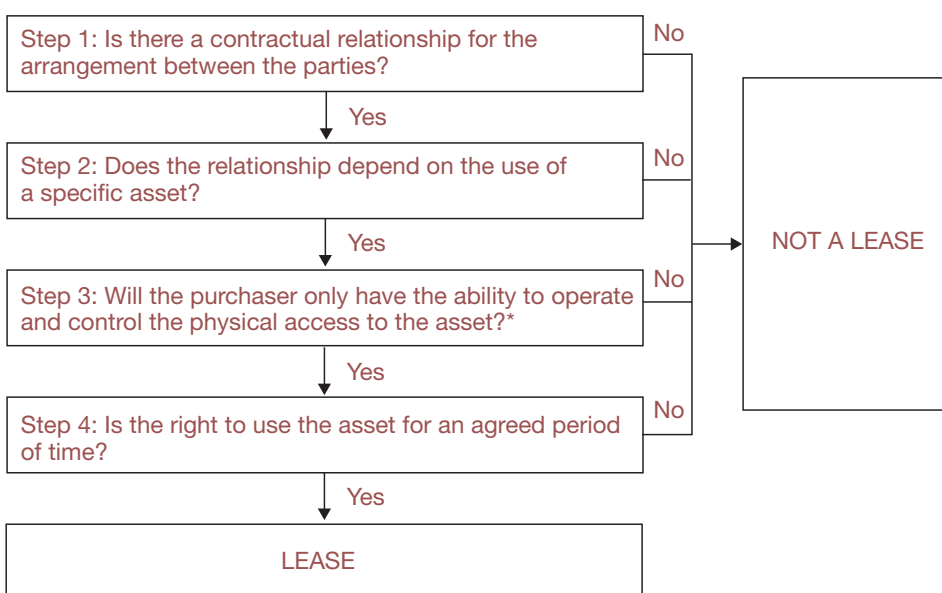 Step 1: Is there a contractual relationship for the
arrangement between the parties?
No
Yes
Step 2: Does the relationship depend on the use of
a specific asset?
No
Yes
NOT A LEASE
Step 3: Will the purchaser only have the ability to operate
and control the physical access to the asset?*
No
Yes
Step 4: Is the right to use the asset for an agreed period
of time?
No
Yes
LEASE